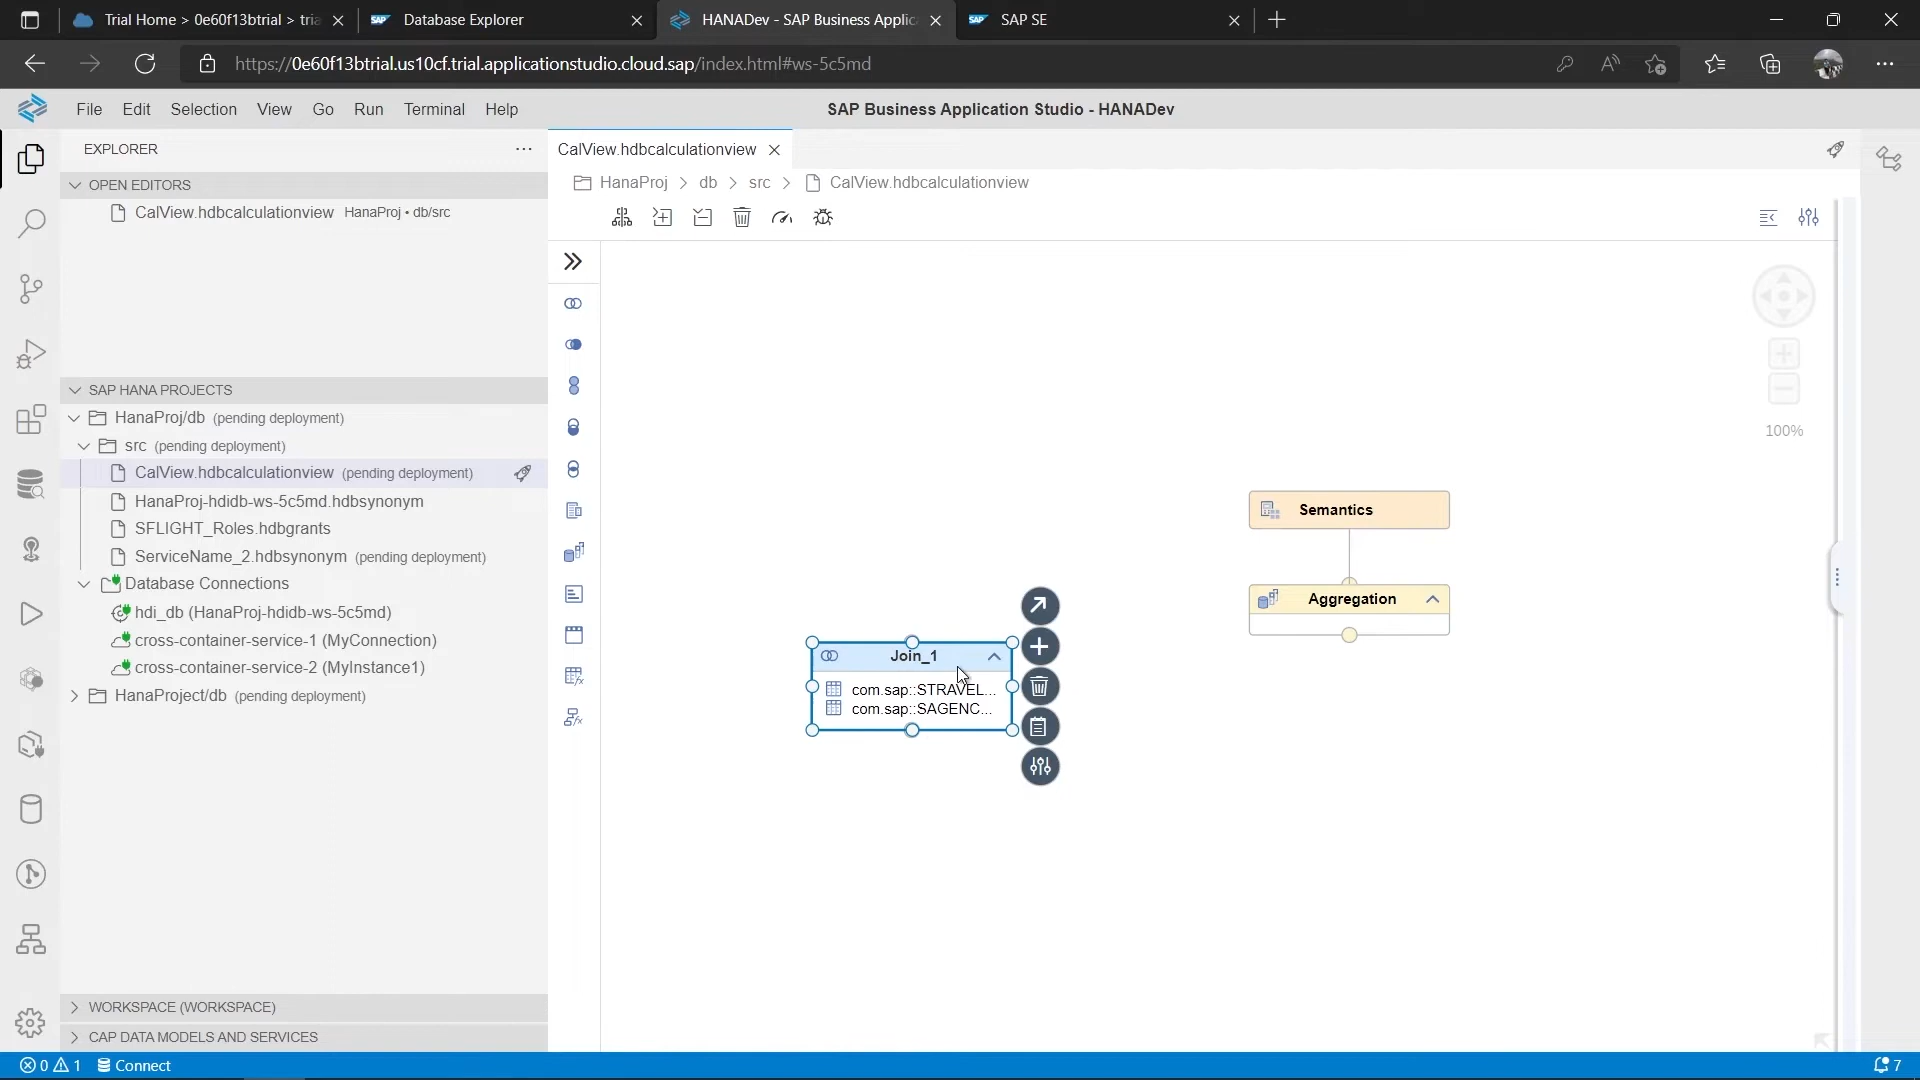 Trial Home > 0e60f13btrial > tria
Database Explorer
HANADev - SAP Business Applic
SAP SE
https://0e60f13btrial.us10cf.trial.applicationstudio.cloud.sap/index.html#ws-5c5md
File Edit Selection View Go Run Terminal Help
SAP Business Application Studio - HANADev
EXPLORER
OPEN EDITORS
CalView.hdbcalculationview HanaProj • db/src
SAP HANA PROJECTS
HanaProj/db (pending deployment)
src (pending deployment)
CalView.hdbcalculationview (pending deployment)
HanaProj-hdidb-ws-5c5md.hdbsynonym
SFLIGHT_Roles.hdbgrants
ServiceName_2.hdbsynonym (pending deployment)
Database Connections
hdi_db (HanaProj-hdidb-ws-5c5md)
cross-container-service-1 (MyConnection)
cross-container-service-2 (MyInstance1)
HanaProject/db (pending deployment)
WORKSPACE (WORKSPACE)
CAP DATA MODELS AND SERVICES
CalView.hdbcalculationview
HanaProj > db > src > CalView.hdbcalculationview
100%
Semantics
Aggregation
Join_1
com.sap::STRAVEL...
com.sap::SAGENC...
0 1 Connect
7